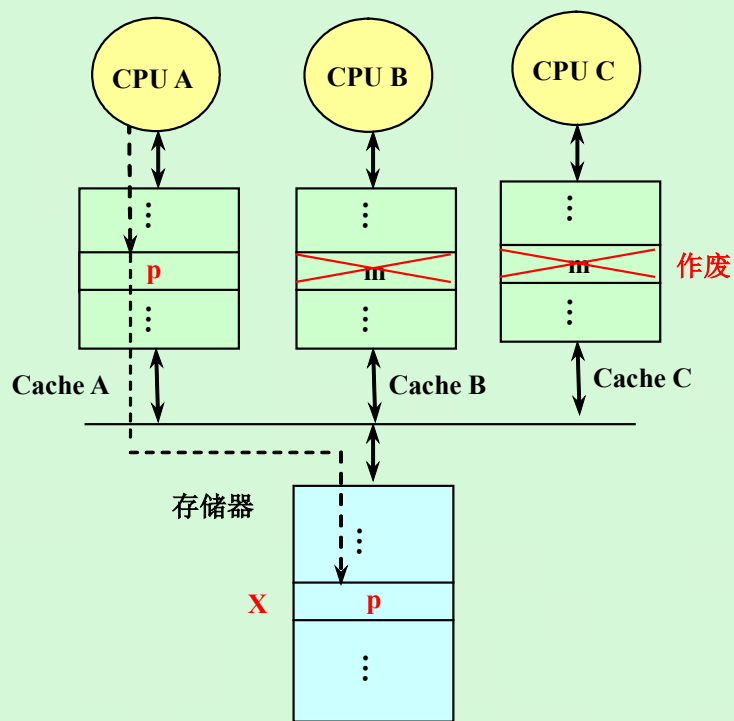 CPU A
CPU B
CPU C
⋮
⋮
⋮
p
m
m
作废
⋮
⋮
⋮
Cache A
Cache B
Cache C
存储器
⋮
X
p
⋮